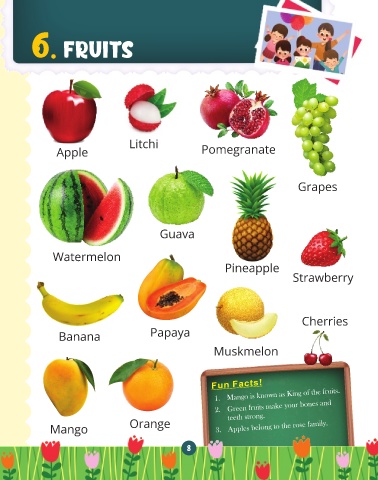 6. FRUITS
Apple
Litchi
Pomegranate
Grapes
Watermelon
Guava
Pineapple
Strawberry
Banana
Papaya
Muskmelon
Cherries
Mango
Orange
Fun Facts!
1. Mango is known as King of the fruits.
2. Green fruits make your bones and
teeth strong.
3. Apples belong to the rose family.
8